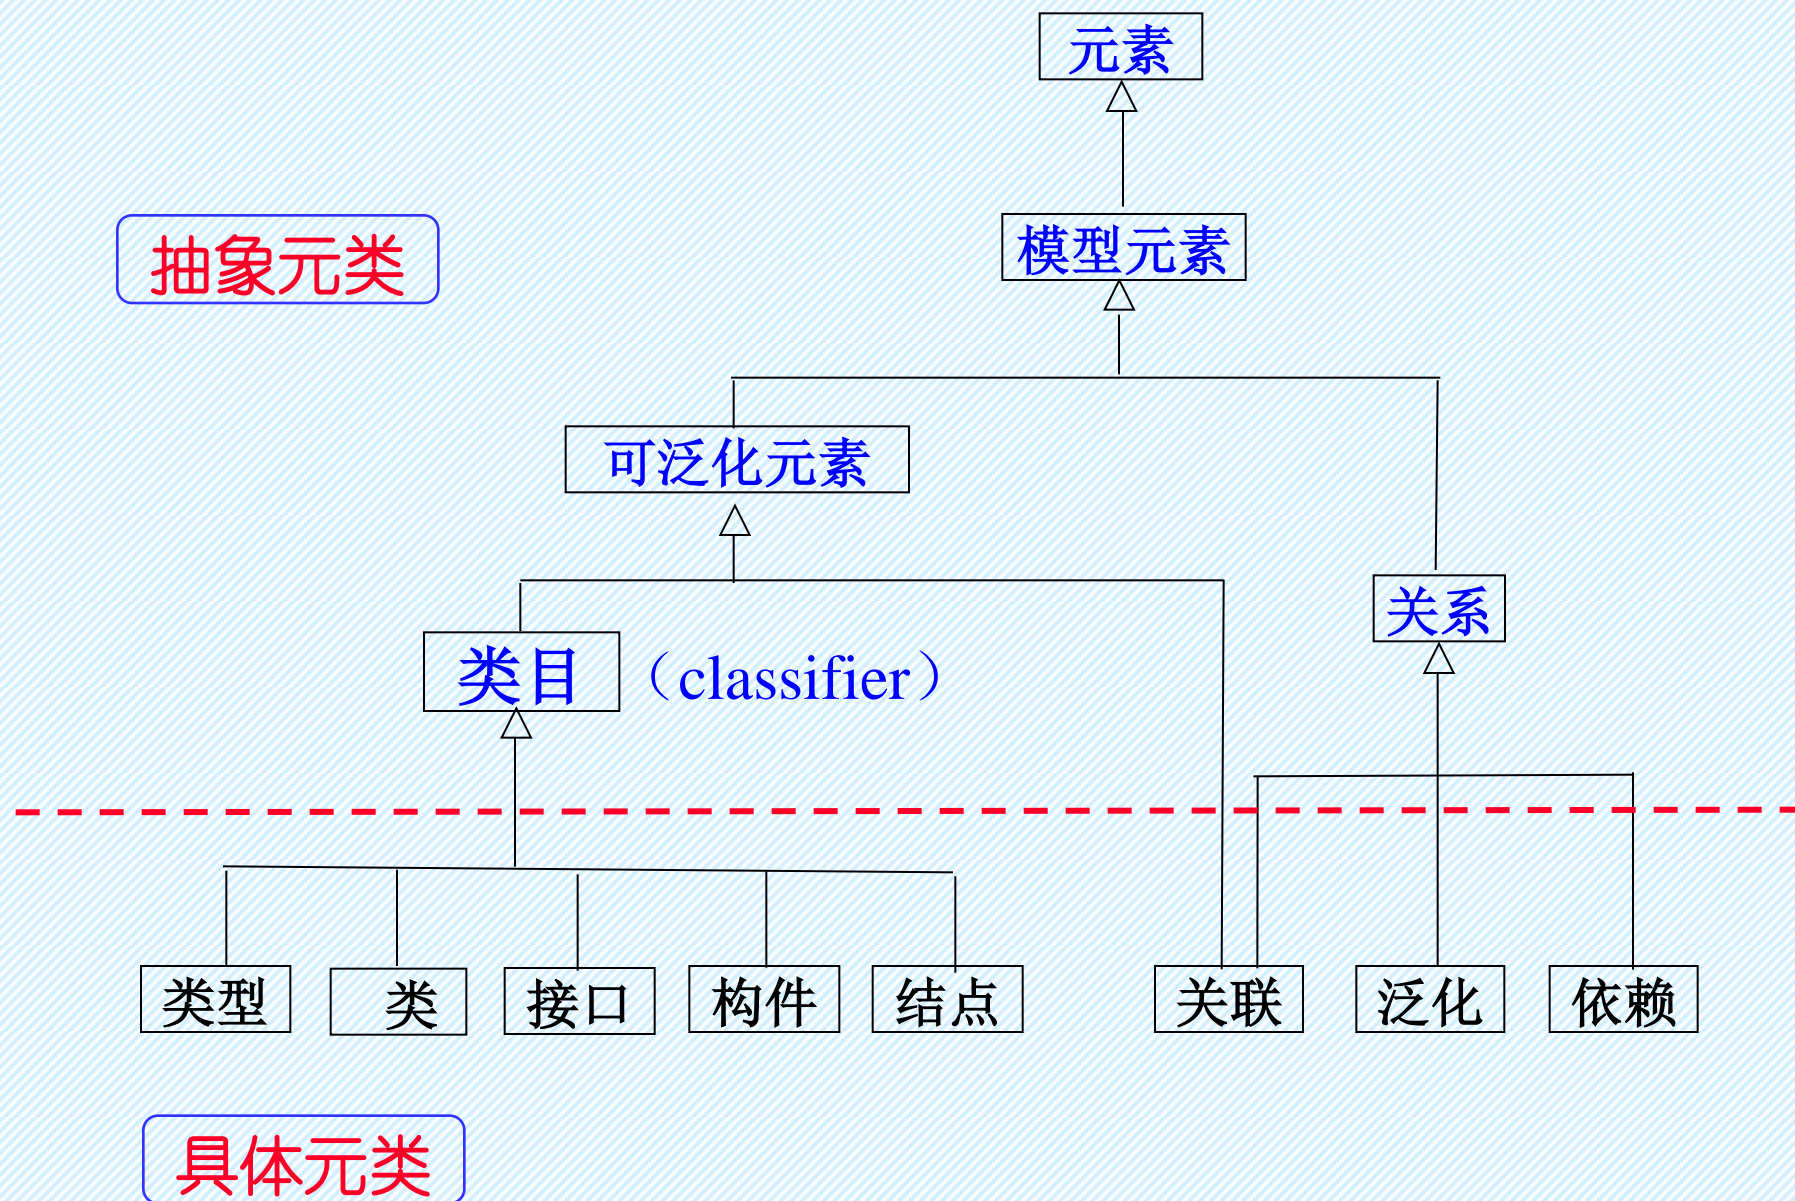 元素
抽象元类
模型元素
可泛化元素
关系
类目 （classifier）
类型 类 接口 构件 结点 关联 泛化 依赖
具体元类